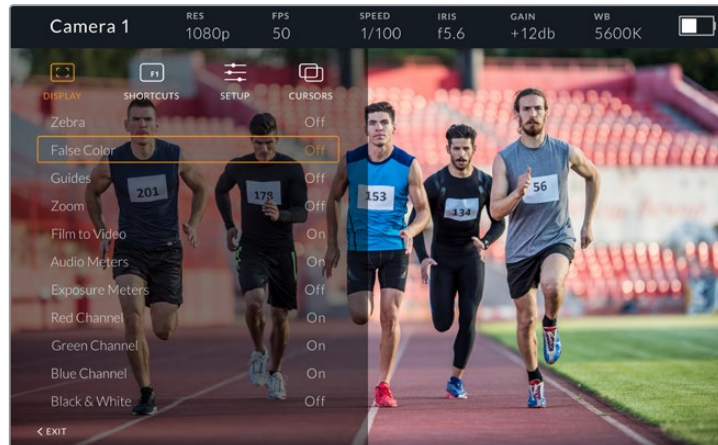 Camera 1
RES
1080p
FPS
50
SPEED
1/100
IRIS
f5.6
GAIN
+12db
WB
5600K
DISPLAY
F1
SHORTCUTS
SETUP
CURSORS
Zebra Off
False Color Off
Guides Off
Zoom Off
Film to Video On
Audio Meters On
Exposure Meters Off
Red Channel On
Green Channel On
Blue Channel On
Black & White Off
< EXIT
201
178
153
134
56